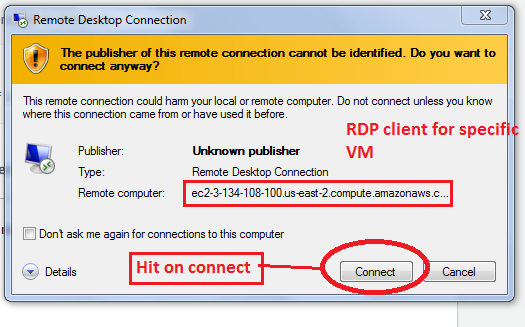 Remote Desktop Connection
The publisher of this remote connection cannot be identified. Do you want to
connect anyway?
This remote connection could harm your local or remote computer. Do not connect unless you know
where this connection came from or have used it before.
RDP client for specific
VM
Publisher: Unknown publisher
Type: Remote Desktop Connection
Remote computer: ec2-3-134-108-100.us-east-2.compute.amazonaws.c...
Don't ask me again for connections to this computer
Details
Hit on connect
Connect
Cancel